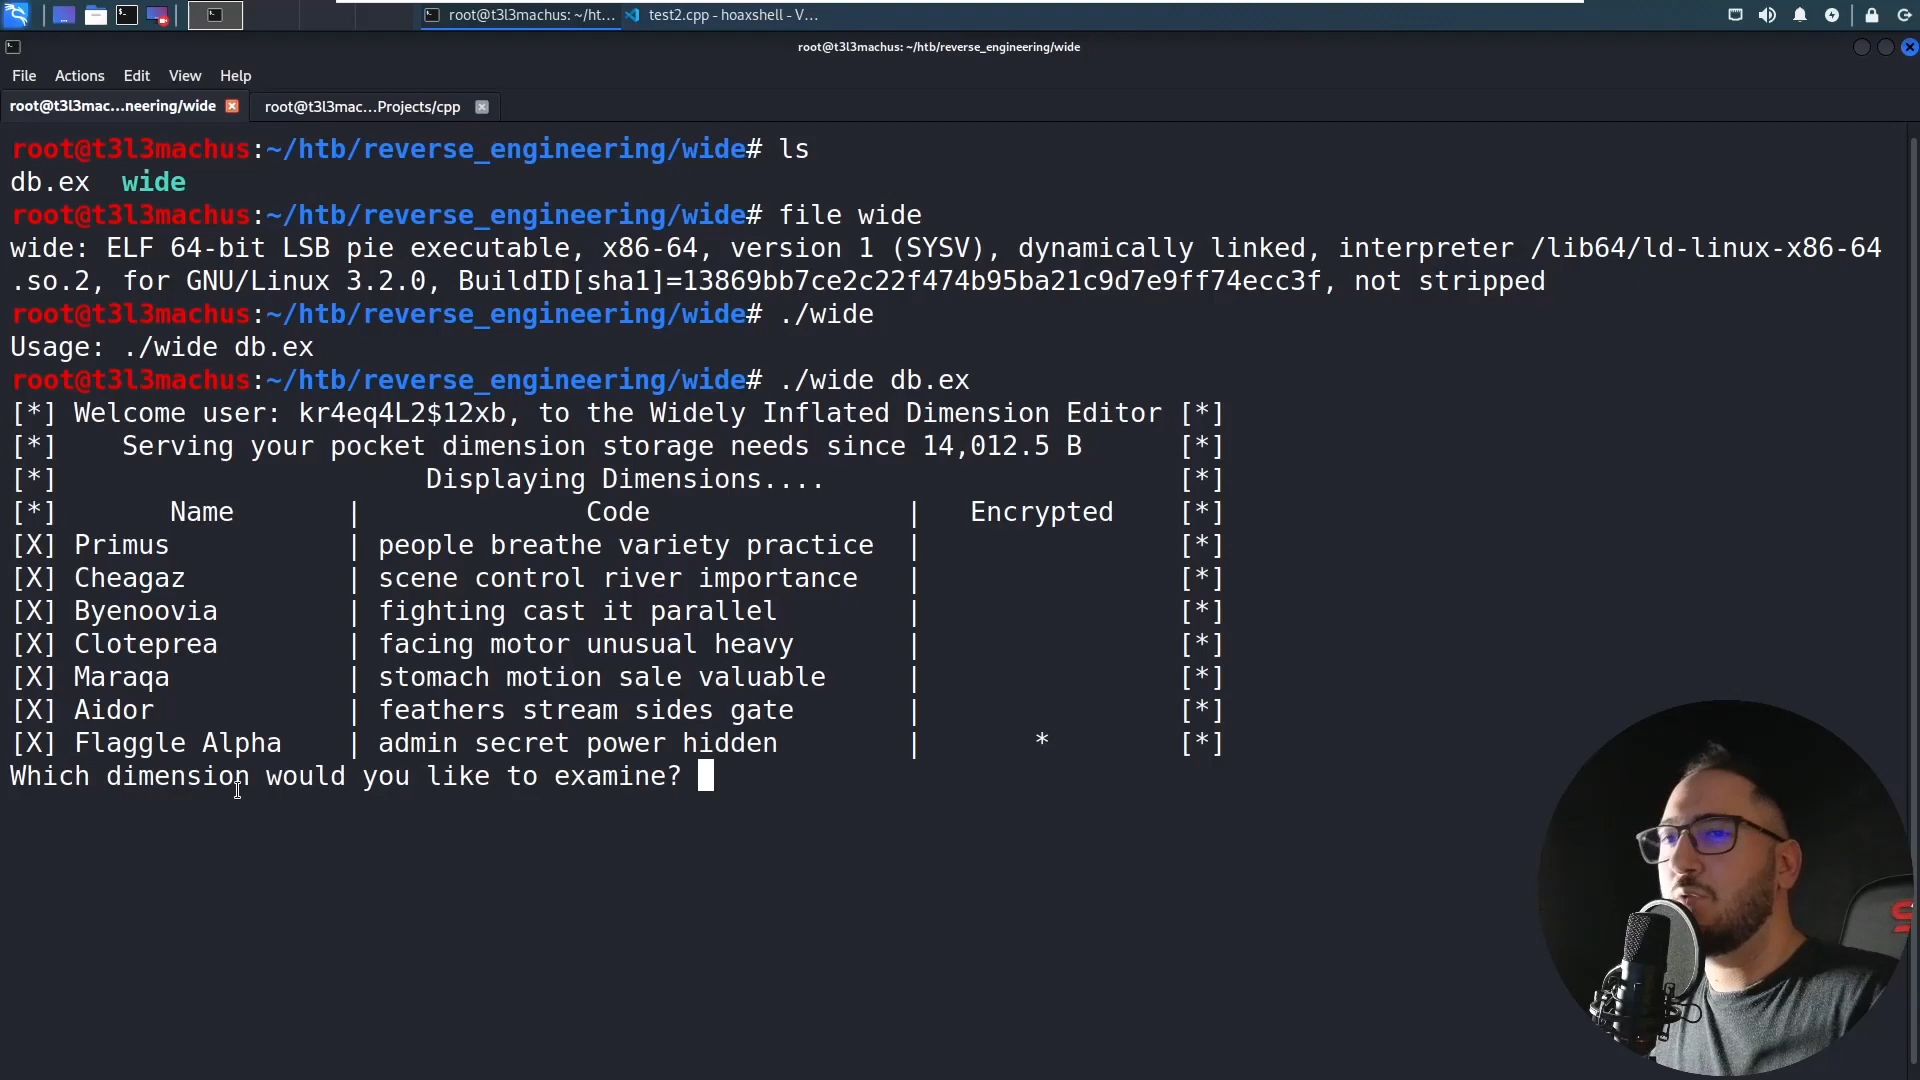 root@t3l3machus: ~/ht...
test2.cpp - hoaxshell - V...
root@t3l3machus: ~/htb/reverse_engineering/wide
File Actions Edit View Help
root@t3l3mac...neering/wide
root@t3l3mac...Projects/cpp
root@t3l3machus:~/htb/reverse_engineering/wide# ls
db.ex wide
root@t3l3machus:~/htb/reverse_engineering/wide# file wide
wide: ELF 64-bit LSB pie executable, x86-64, version 1 (SYSV), dynamically linked, interpreter /lib64/ld-linux-x86-64
.so.2, for GNU/Linux 3.2.0, BuildID[sha1]=13869bb7ce2c22f474b95ba21c9d7e9ff74ecc3f, not stripped
root@t3l3machus:~/htb/reverse_engineering/wide# ./wide
Usage: ./wide db.ex
root@t3l3machus:~/htb/reverse_engineering/wide# ./wide db.ex
[*] Welcome user: kr4eq4L2$12xb, to the Widely Inflated Dimension Editor [*]
[*] Serving your pocket dimension storage needs since 14,012.5 B [*]
[*] Displaying Dimensions.... [*]
[*] Name | Code | Encrypted [*]
[X] Primus | people breathe variety practice | [*]
[X] Cheagaz | scene control river importance | [*]
[X] Byenoovia | fighting cast it parallel | [*]
[X] Cloteprea | facing motor unusual heavy | [*]
[X] Maraqa | stomach motion sale valuable | [*]
[X] Aidor | feathers stream sides gate | [*]
[X] Flaggle Alpha | admin secret power hidden | * [*]
Which dimension would you like to examine?